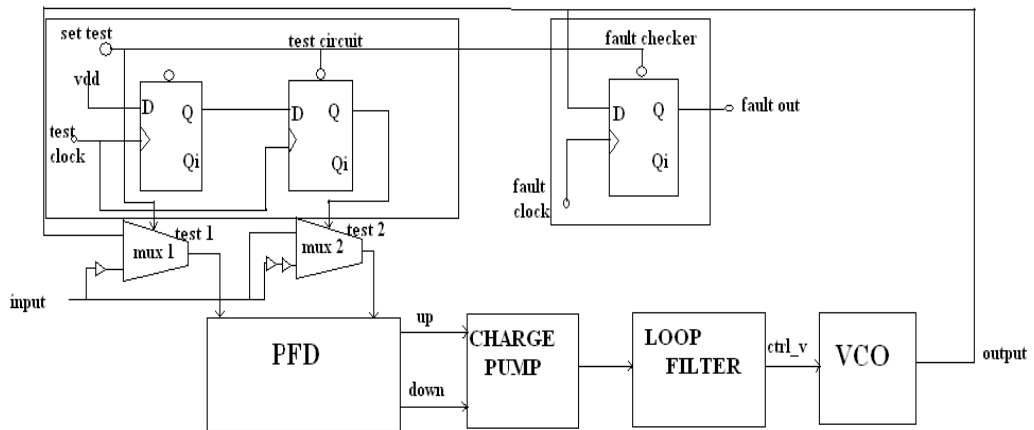 set test
test circuit
fault checker
vdd
D
Q
D
Q
D
Q
fault out
test
clock
Qi
Qi
Qi
fault
clock
test 1
test 2
mux 1
mux 2
input
up
PFD
CHARGE
PUMP
LOOP
FILTER
ctrl_v
VCO
output
down